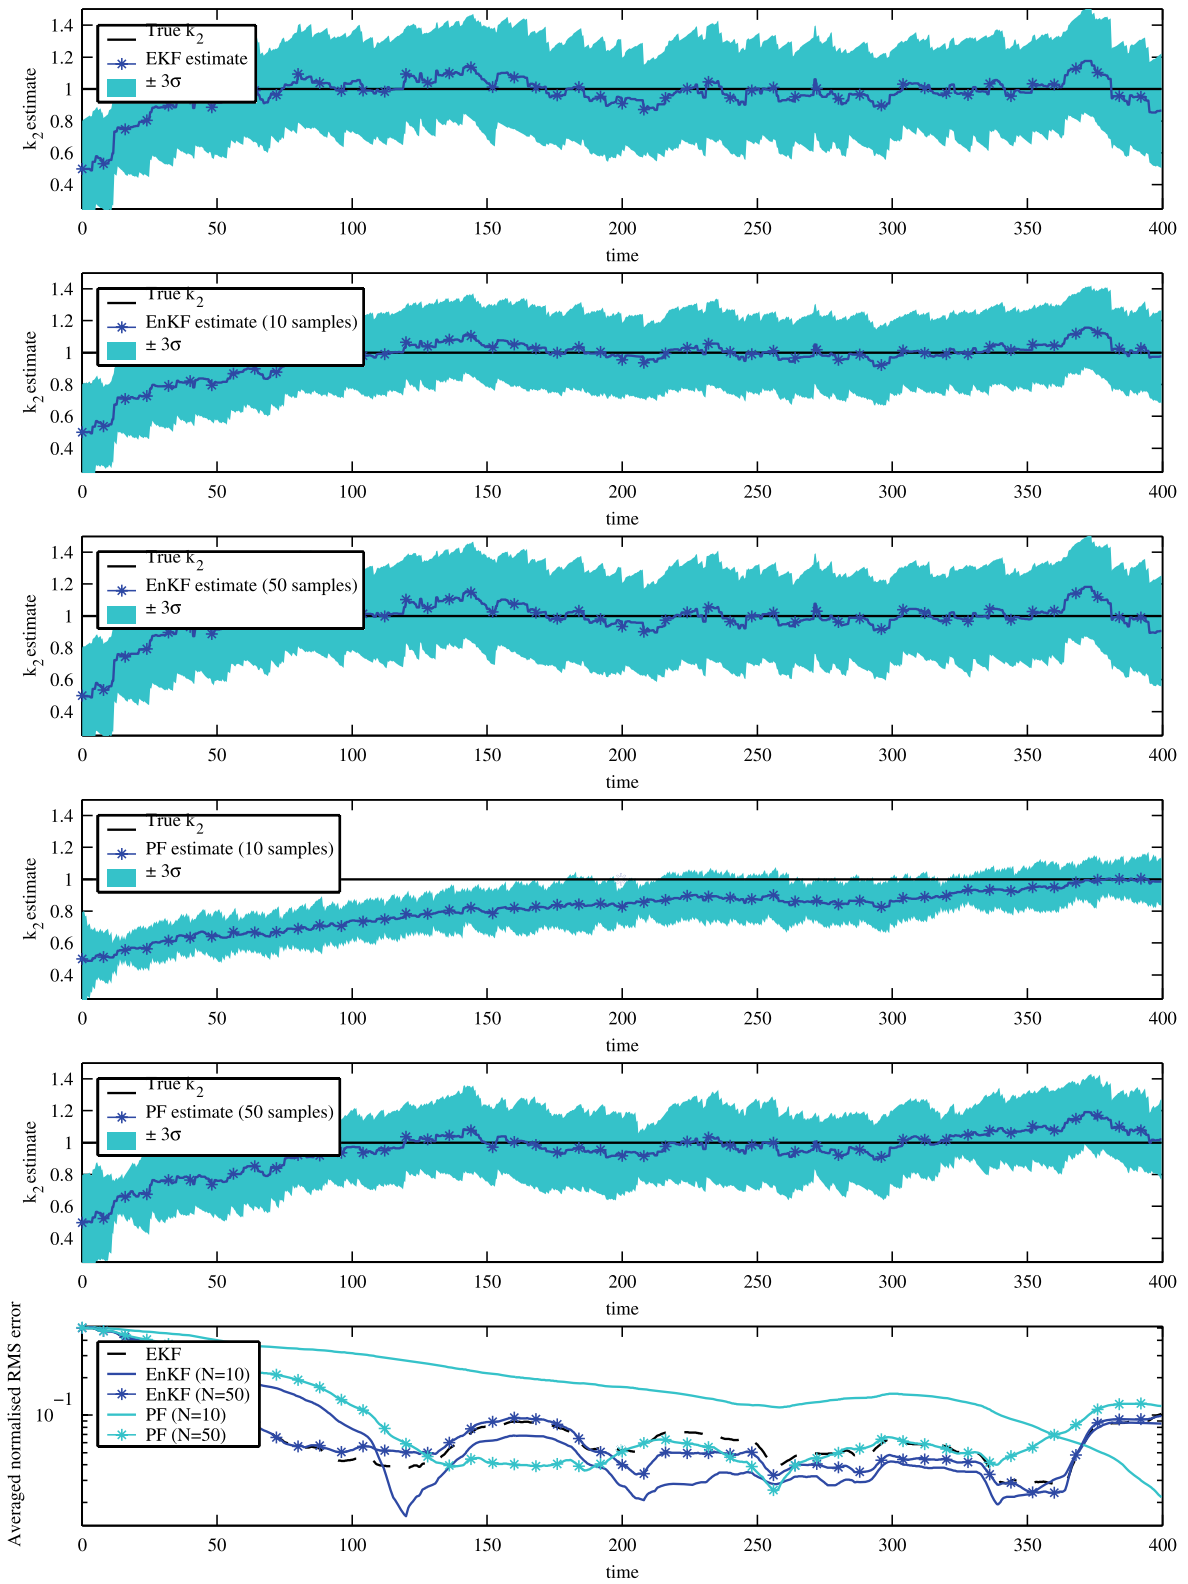 1.4
1.2
1
0.8
0.6
0.4
k2 estimate
True k2
EKF estimate
± 3σ
0 50 100 150 200 250 300 350 400
time
1.4
1.2
1
0.8
0.6
0.4
k2 estimate
True k2
EnKF estimate (10 samples)
± 3σ
0 50 100 150 200 250 300 350 400
time
1.4
1.2
1
0.8
0.6
0.4
k2 estimate
True k2
EnKF estimate (50 samples)
± 3σ
0 50 100 150 200 250 300 350 400
time
1.4
1.2
1
0.8
0.6
0.4
k2 estimate
True k2
PF estimate (10 samples)
± 3σ
0 50 100 150 200 250 300 350 400
time
1.4
1.2
1
0.8
0.6
0.4
k2 estimate
True k2
PF estimate (50 samples)
± 3σ
0 50 100 150 200 250 300 350 400
time
Averaged normalised RMS error
10−1
EKF
EnKF (N=10)
EnKF (N=50)
PF (N=10)
PF (N=50)
0 50 100 150 200 250 300 350 400
time